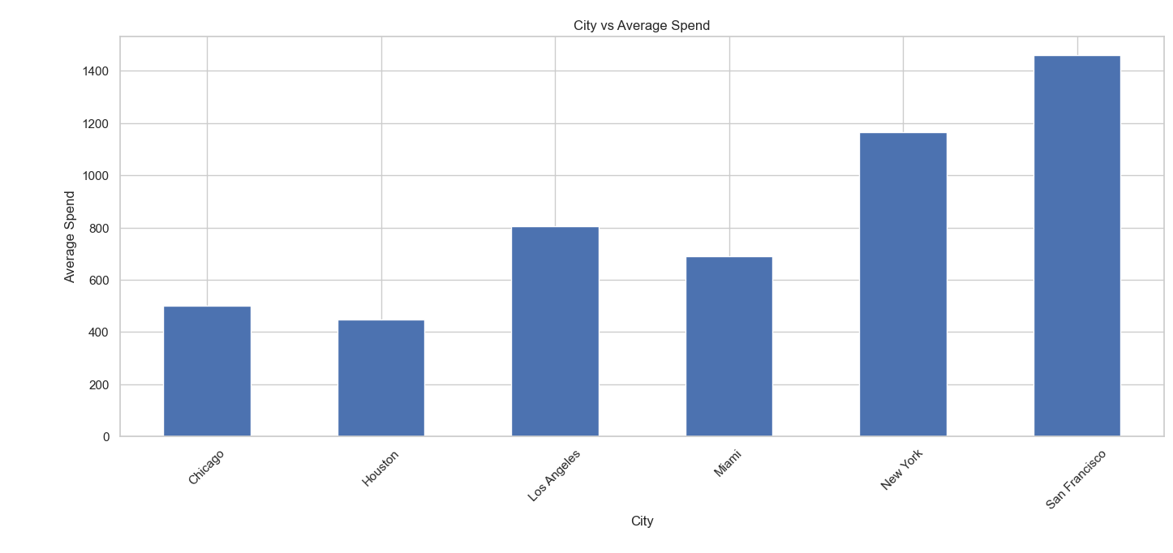 City vs Average Spend
1400
1200
1000
800
600
400
200
0
Average Spend
Chicago
Houston
Los Angeles
Miami
New York
San Francisco
City